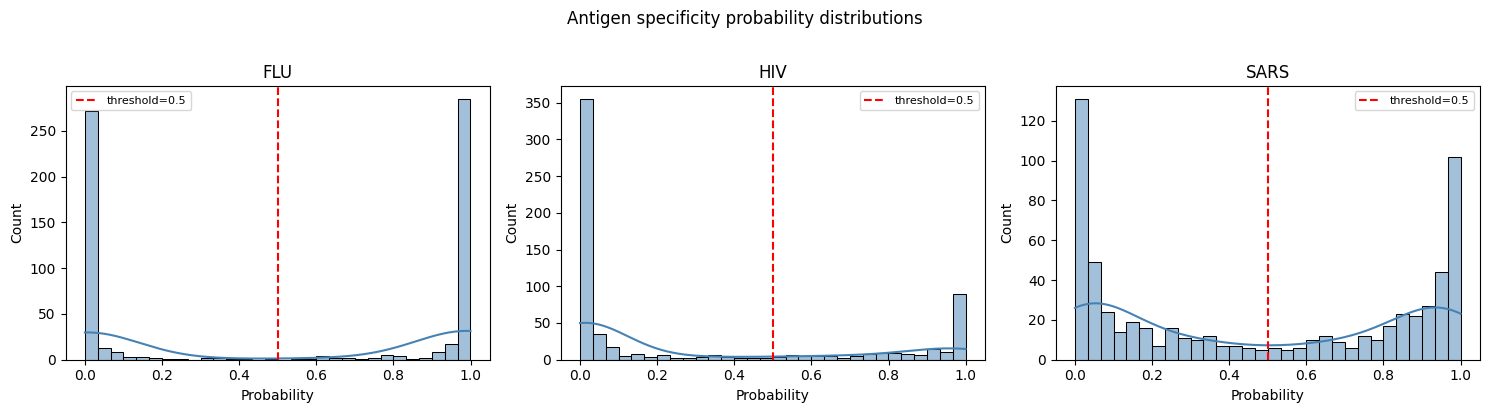 Antigen specificity probability distributions
FLU
threshold=0.5
250
200
150
100
50
0
Count
0.0 0.2 0.4 0.6 0.8 1.0
Probability
HIV
threshold=0.5
350
300
250
200
150
100
50
0
Count
0.0 0.2 0.4 0.6 0.8 1.0
Probability
SARS
threshold=0.5
120
100
80
60
40
20
0
Count
0.0 0.2 0.4 0.6 0.8 1.0
Probability